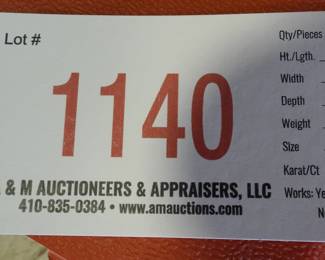 Lot #
1140
& M AUCTIONEERS & APPRAISERS, LLC
410-835-0384 • www.amauctions.com
Qty/Pieces
Ht./Lgth.
Width
Depth
Weight
Size
Karat/Ct
Works: Ye
N